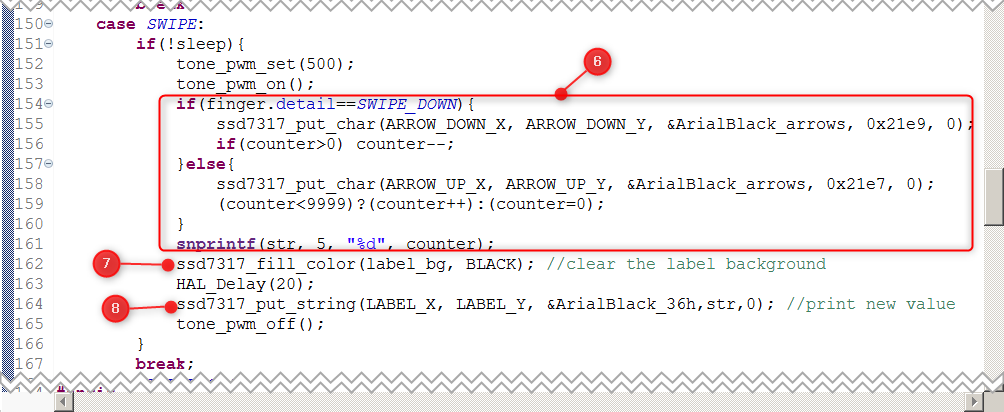 break
150 case SWIPE:
151 if(!sleep){
152 tone_pwm_set(500);
153 tone_pwm_on();
154 if(finger.detail==SWIPE_DOWN){
155 ssd7317_put_char(ARROW_DOWN_X, ARROW_DOWN_Y, &ArialBlack_arrows, 0x21e9, 0);
156 if(counter>0) counter--;
157 }else{
158 ssd7317_put_char(ARROW_UP_X, ARROW_UP_Y, &ArialBlack_arrows, 0x21e7, 0);
159 (counter<9999)?(counter++):(counter=0);
160 }
161 snprintf(str, 5, "%d", counter);
162 ssd7317_fill_color(label_bg, BLACK); //clear the label background
163 HAL_Delay(20);
164 ssd7317_put_string(LABEL_X, LABEL_Y, &ArialBlack_36h,str,0); //print new value
165 tone_pwm_off();
166 }
167 break;
6
7
8